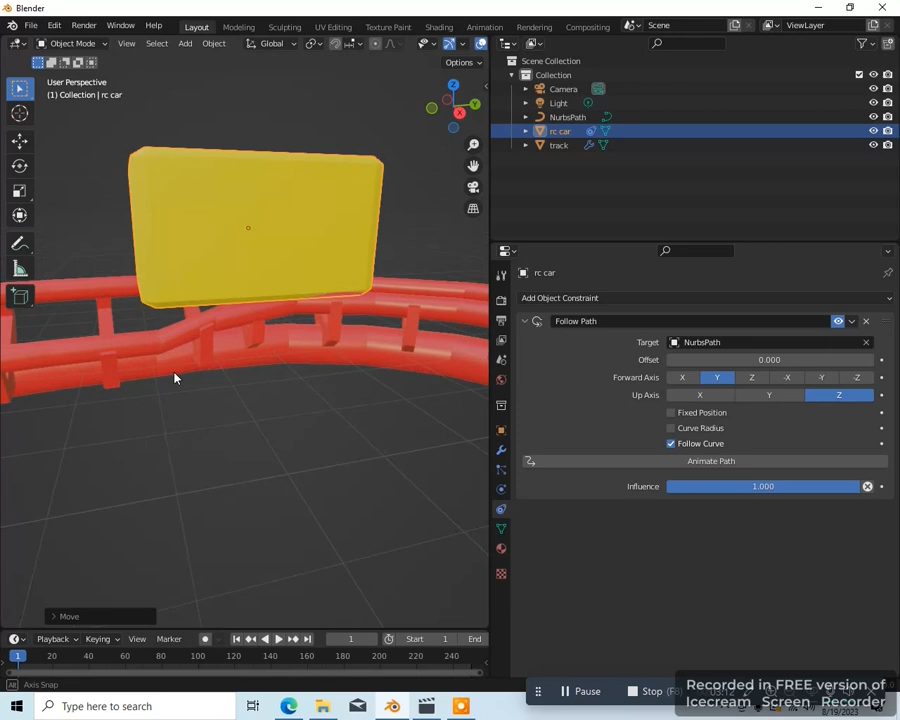 Blender
File Edit Render Window Help Layout Modeling Sculpting UV Editing Texture Paint Shading Animation Rendering Compositing Scene ViewLayer
Object Mode View Select Add Object Global
Options
User Perspective
(1) Collection | rc car
Z
Y
X
Scene Collection
Collection
Camera
Light
NurbsPath
rc car
track
rc car
Add Object Constraint
Follow Path
Target NurbsPath
Offset 0.000
Forward Axis X Y Z -X -Y -Z
Up Axis X Y Z
Fixed Position
Curve Radius
Follow Curve
Animate Path
Influence 1.000
Move
Playback Keying View Marker 1 Start 1 End
1 20 40 60 80 100 120 140 160 180 200 220 240
Axis Snap
Type here to search
Pause Stop (F8)
Recorded in FREE version of
Icecream Screen Recorder
8/19/2023